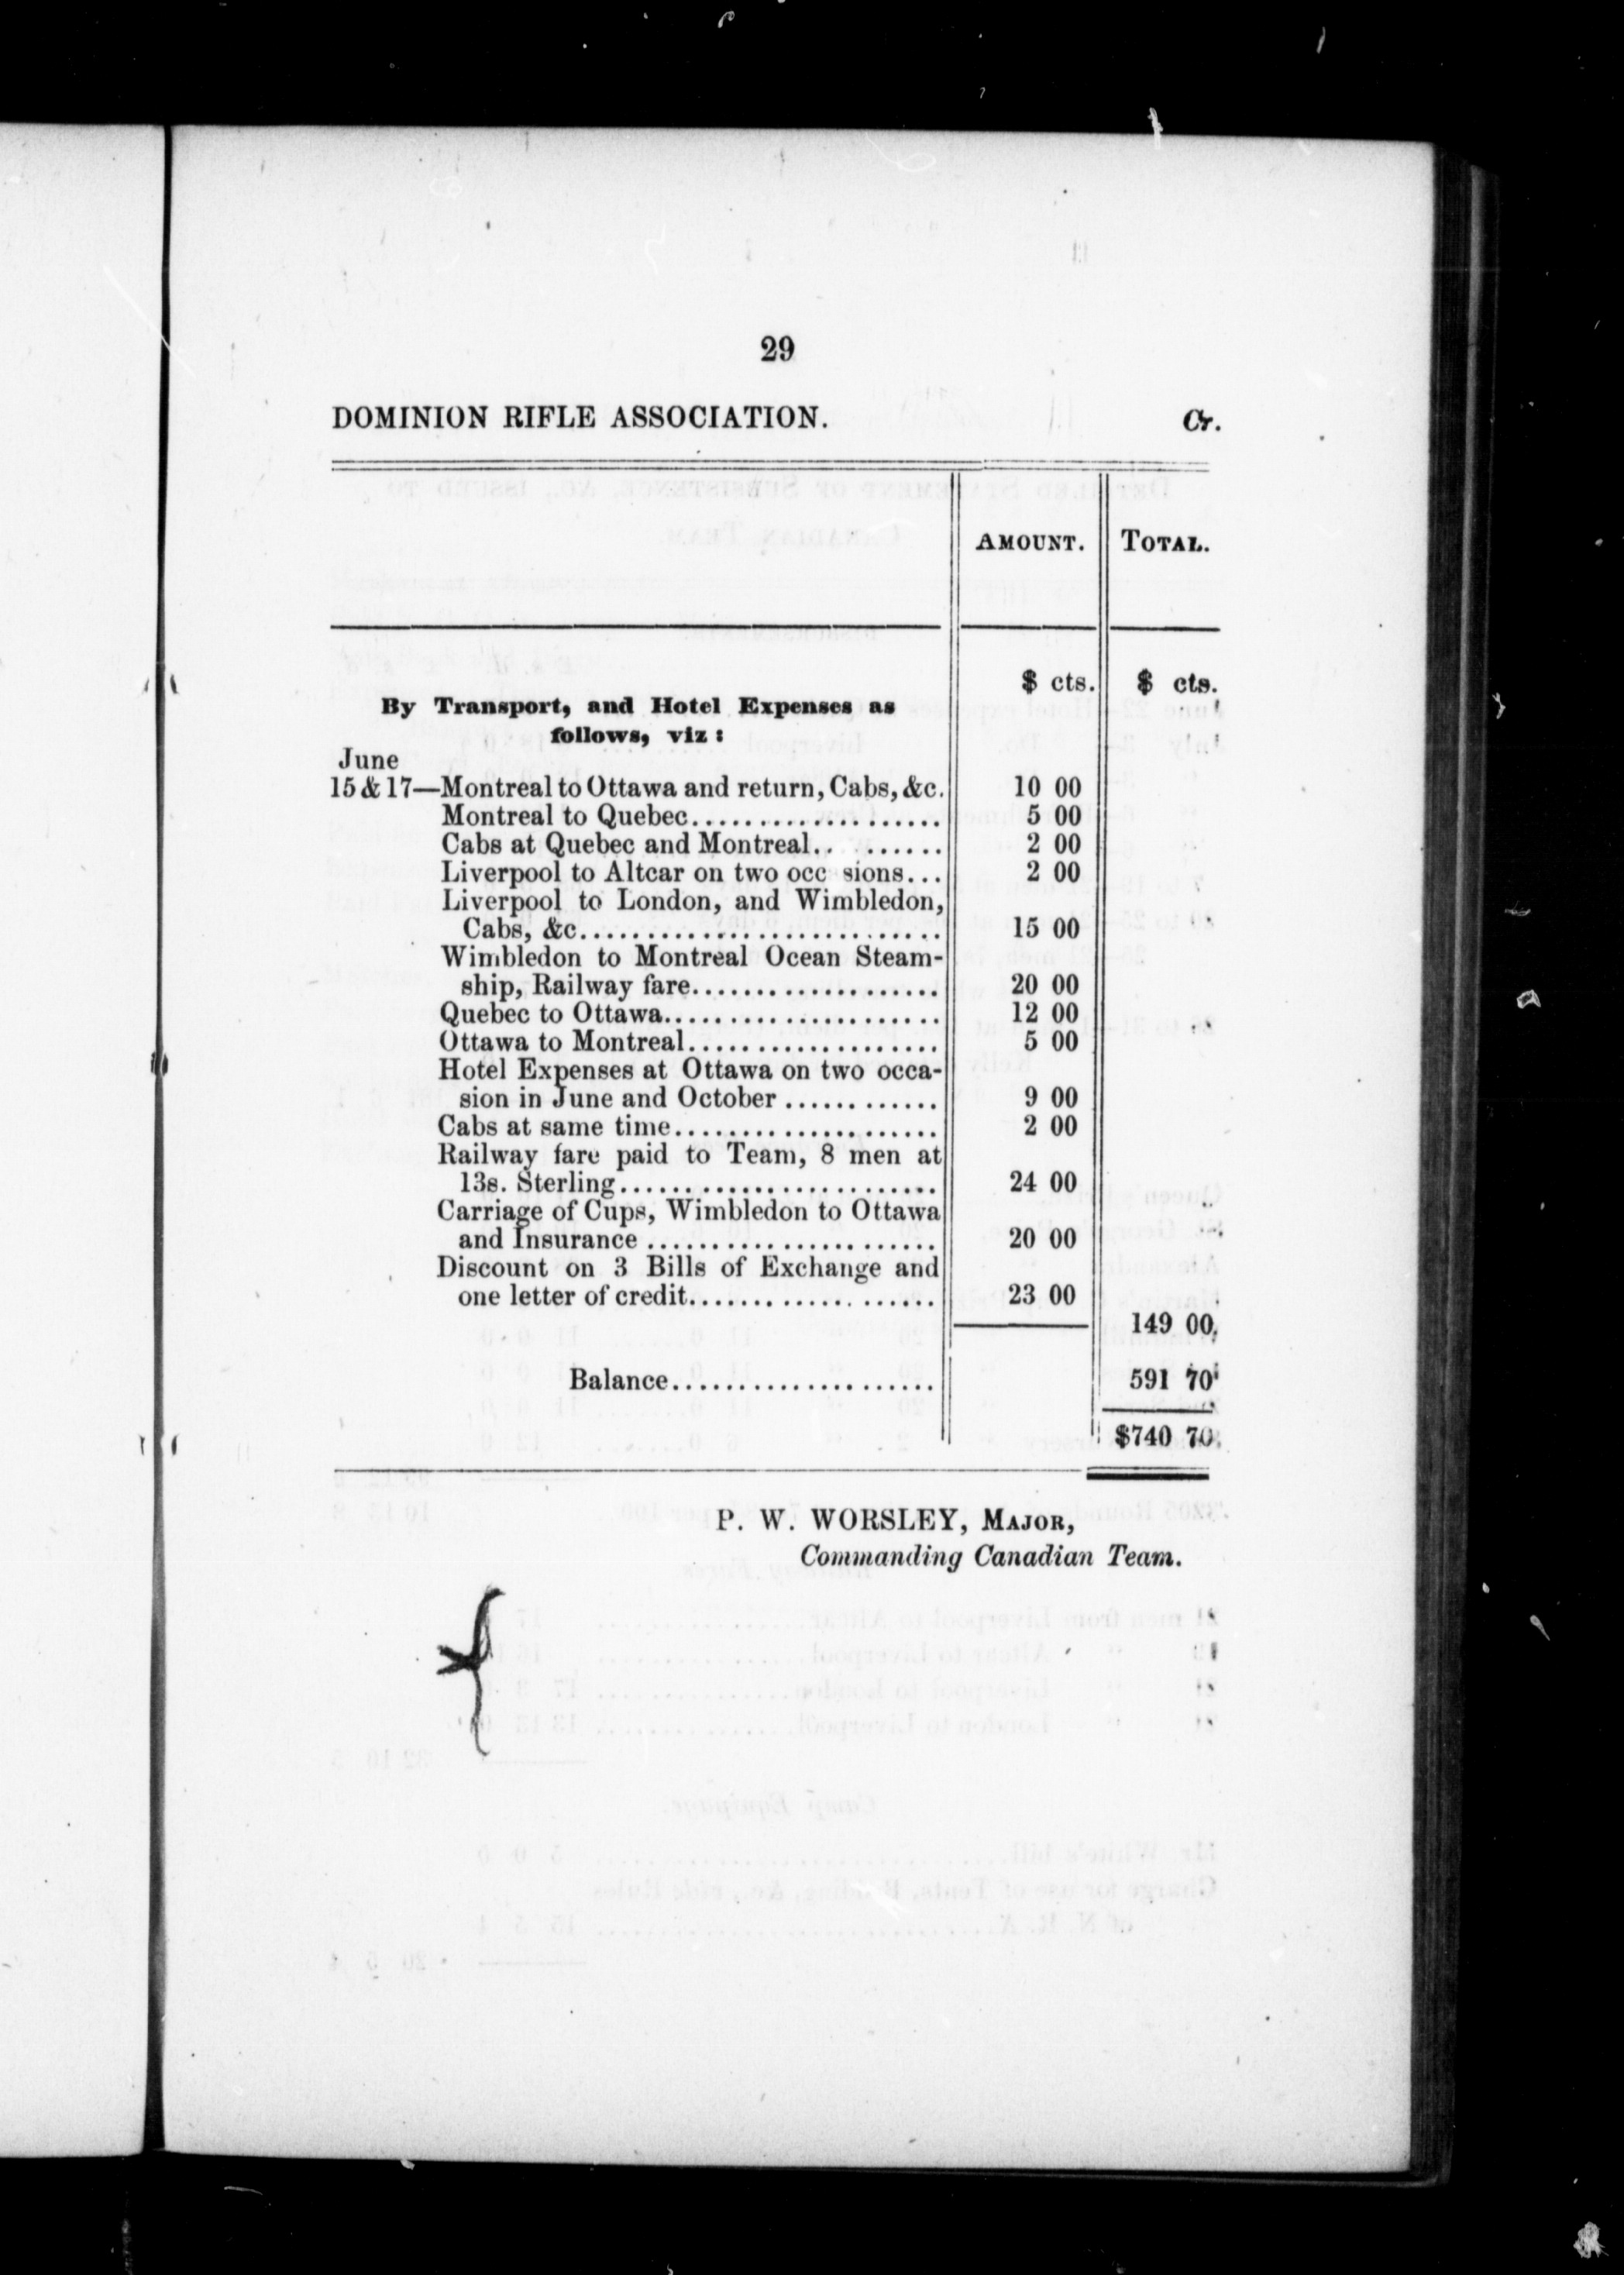 29
DOMINION RIFLE ASSOCIATION. Cr.
AMOUNT. TOTAL.
$ cts. $ cts.
By Transport, and Hotel Expenses as
follows, viz:
June
15 & 17—Montreal to Ottawa and return, Cabs, &c. 10 00
Montreal to Quebec.................. 5 00
Cabs at Quebec and Montreal.. ....... 2 00
Liverpool to Altcar on two occ sions... 2 00
Liverpool to London, and Wimbledon,
Cabs, &c.......................... 15 00
Wimbledon to Montreal Ocean Steam-
ship, Railway fare.................. 20 00
Quebec to Ottawa.................... 12 00
Ottawa to Montreal.................. 5 00
Hotel Expenses at Ottawa on two occa-
sion in June and October ............ 9 00
Cabs at same time................... 2 00
Railway fare paid to Team, 8 men at
13s. Sterling....................... 24 00
Carriage of Cups, Wimbledon to Ottawa
and Insurance ...................... 20 00
Discount on 3 Bills of Exchange and
one letter of credit.................. 23 00
149 00
Balance................... 591 70
$740 70
P. W. WORSLEY, MAJOR,
Commanding Canadian Team.